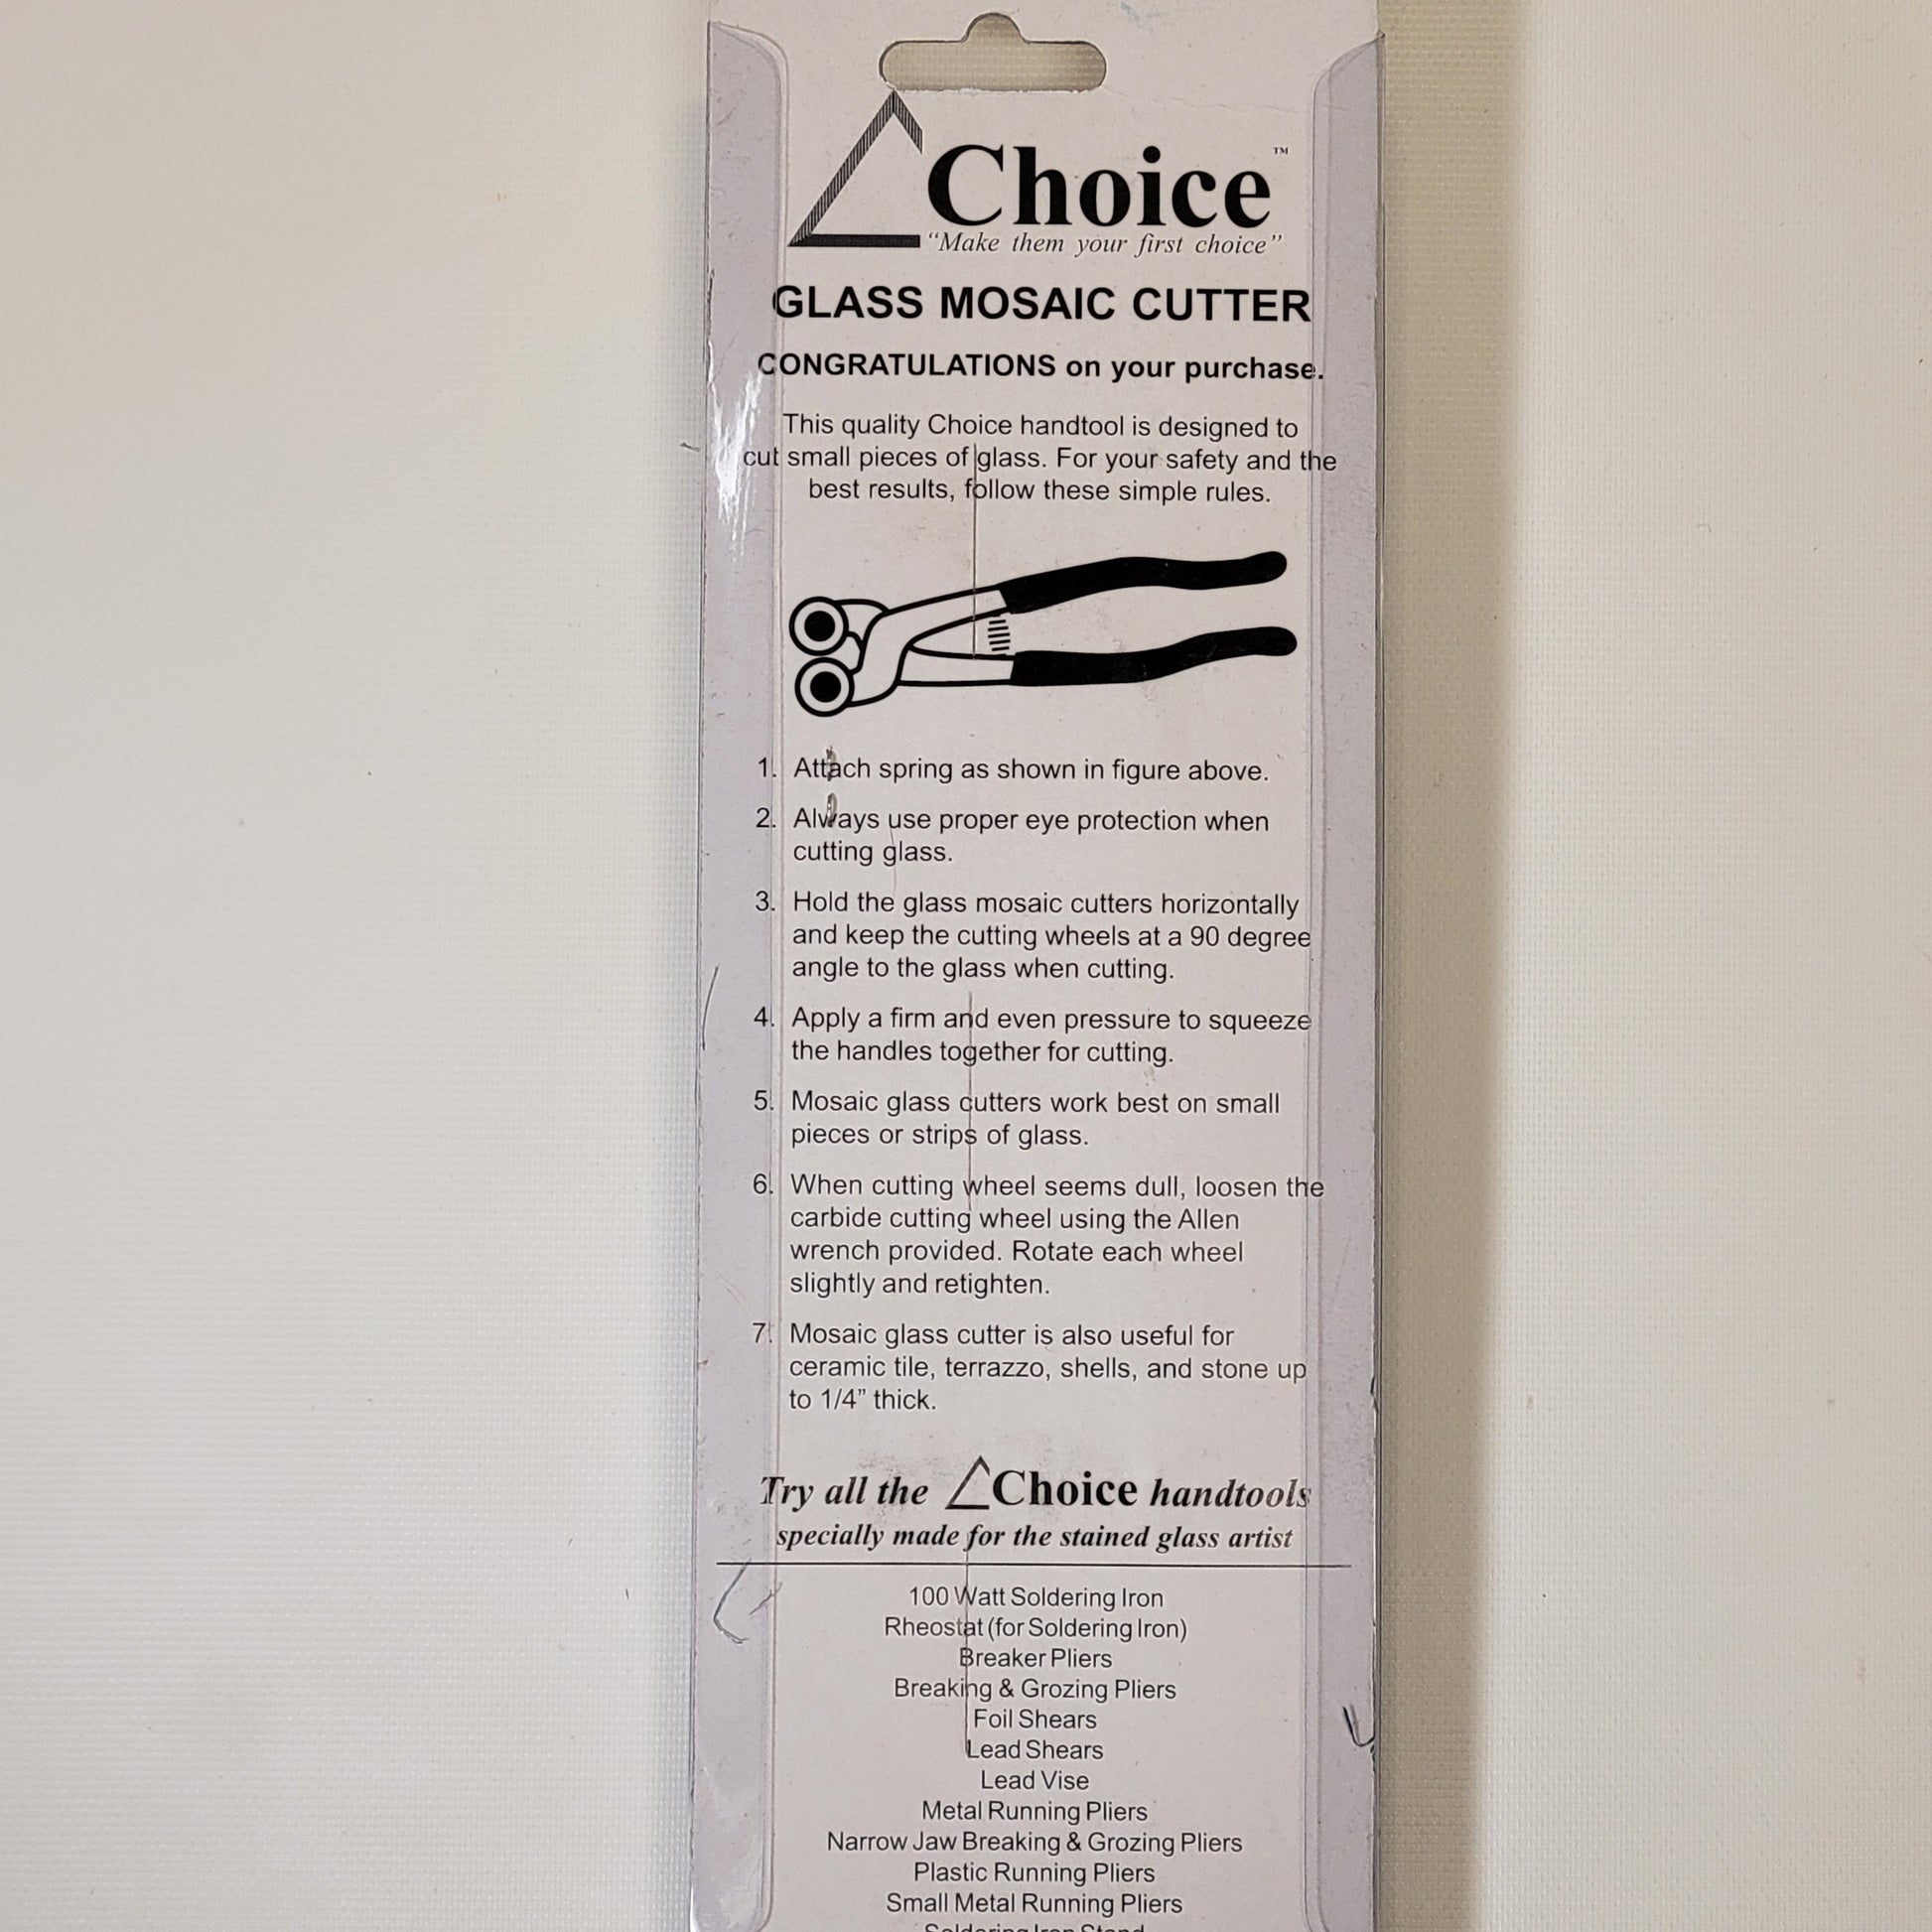 Choice™
“Make them your first choice”
GLASS MOSAIC CUTTER
CONGRATULATIONS on your purchase.
This quality Choice handtool is designed to
cut small pieces of glass. For your safety and the
best results, follow these simple rules.
1. Attach spring as shown in figure above.
2. Always use proper eye protection when
cutting glass.
3. Hold the glass mosaic cutters horizontally
and keep the cutting wheels at a 90 degree
angle to the glass when cutting.
4. Apply a firm and even pressure to squeeze
the handles together for cutting.
5. Mosaic glass cutters work best on small
pieces or strips of glass.
6. When cutting wheel seems dull, loosen the
carbide cutting wheel using the Allen
wrench provided. Rotate each wheel
slightly and retighten.
7. Mosaic glass cutter is also useful for
ceramic tile, terrazzo, shells, and stone up
to 1/4” thick.
Try all the Choice handtools
specially made for the stained glass artist
100 Watt Soldering Iron
Rheostat (for Soldering Iron)
Breaker Pliers
Breaking & Grozing Pliers
Foil Shears
Lead Shears
Lead Vise
Metal Running Pliers
Narrow Jaw Breaking & Grozing Pliers
Plastic Running Pliers
Small Metal Running Pliers
Soldering Iron Stand